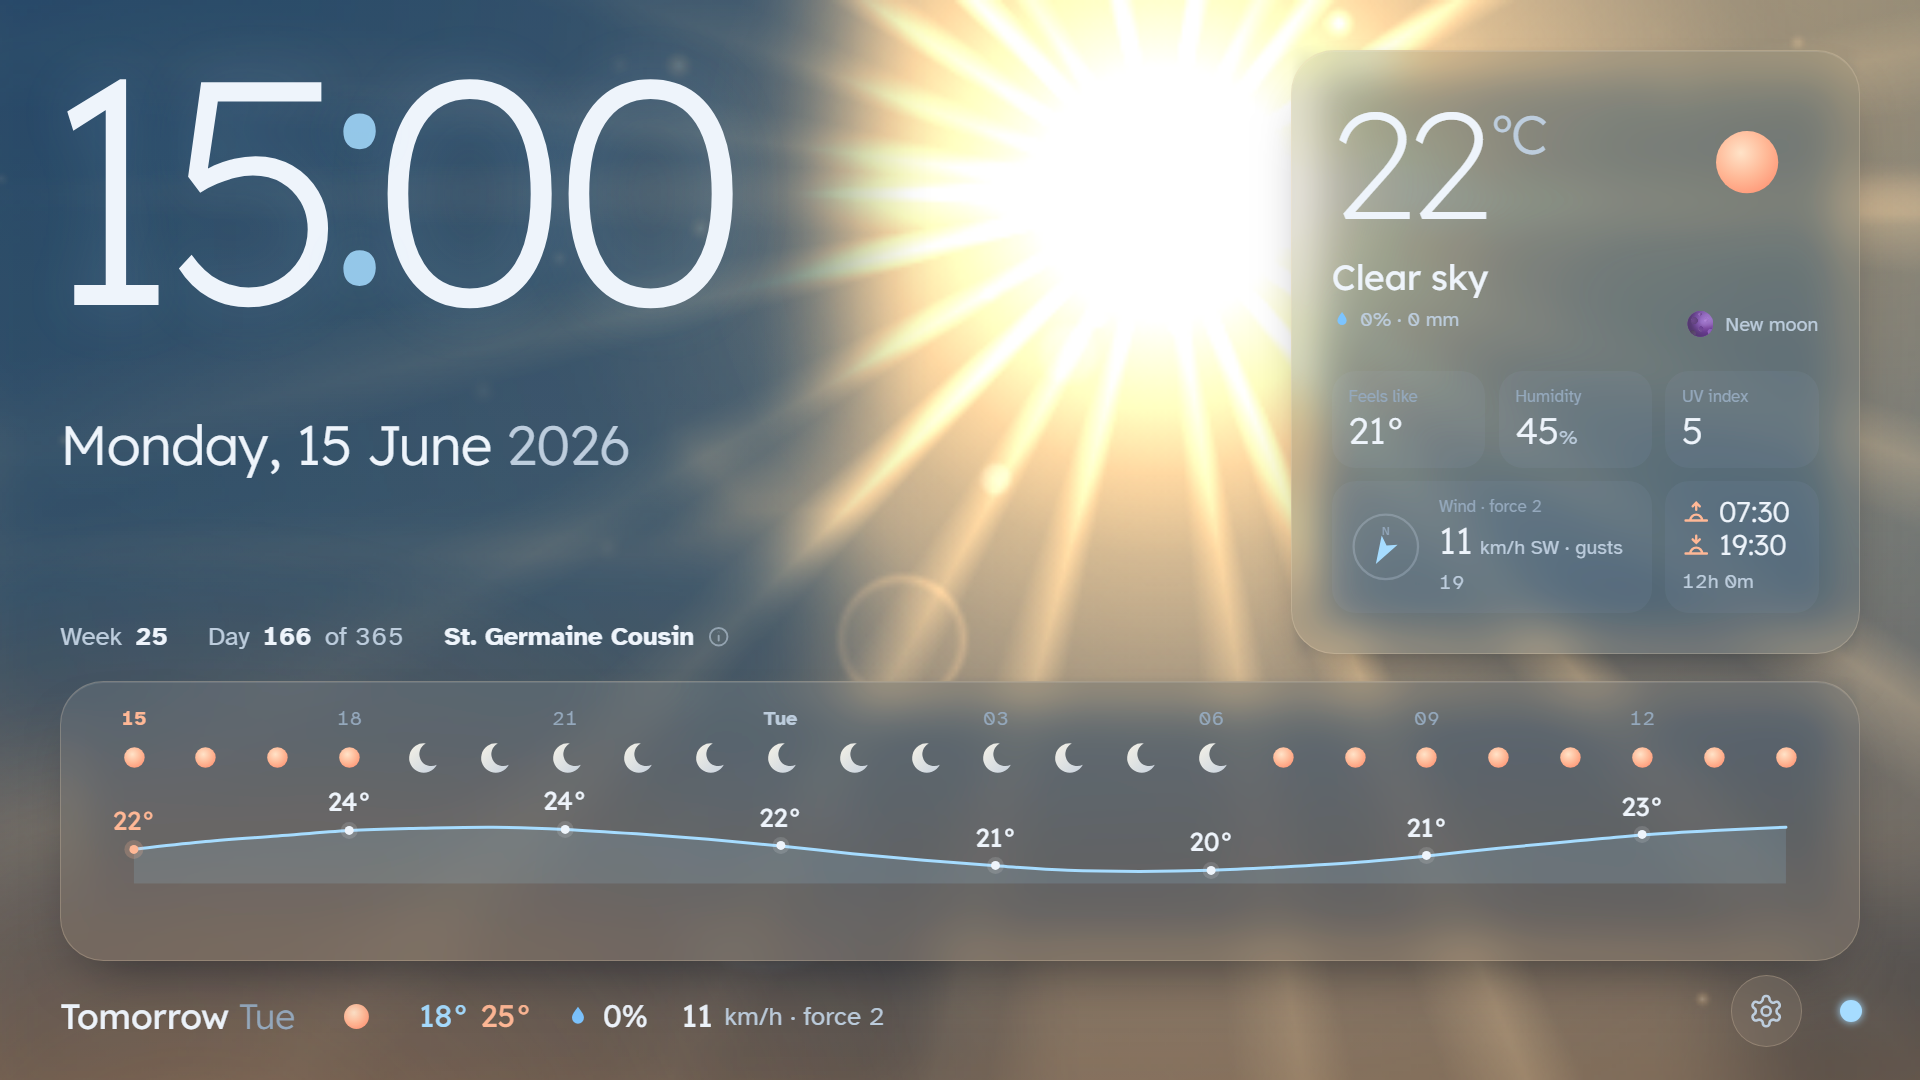 15:00
Monday, 15 June 2026
Week 25 Day 166 of 365 St. Germaine Cousin
22°C
Clear sky
0% · 0 mm
New moon
Feels like
21°
Humidity
45%
UV index
5
Wind · force 2
N
11 km/h SW · gusts
19
07:30
19:30
12h 0m
15 18 21 Tue 03 06 09 12
22° 24° 24° 22° 21° 20° 21° 23°
Tomorrow Tue 18° 25° 0% 11 km/h · force 2